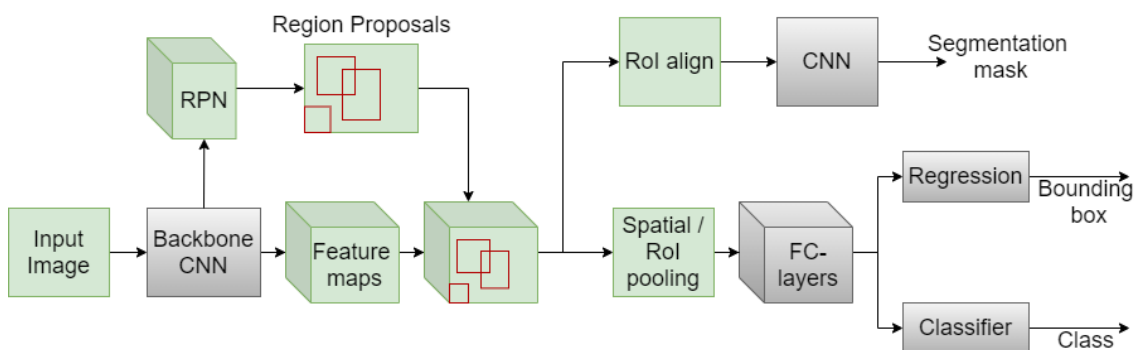 Region Proposals
RPN
RoI align
CNN
Segmentation
mask
Input
Image
Backbone
CNN
Feature
maps
Spatial /
RoI
pooling
FC-
layers
Regression
Bounding
box
Classifier
Class